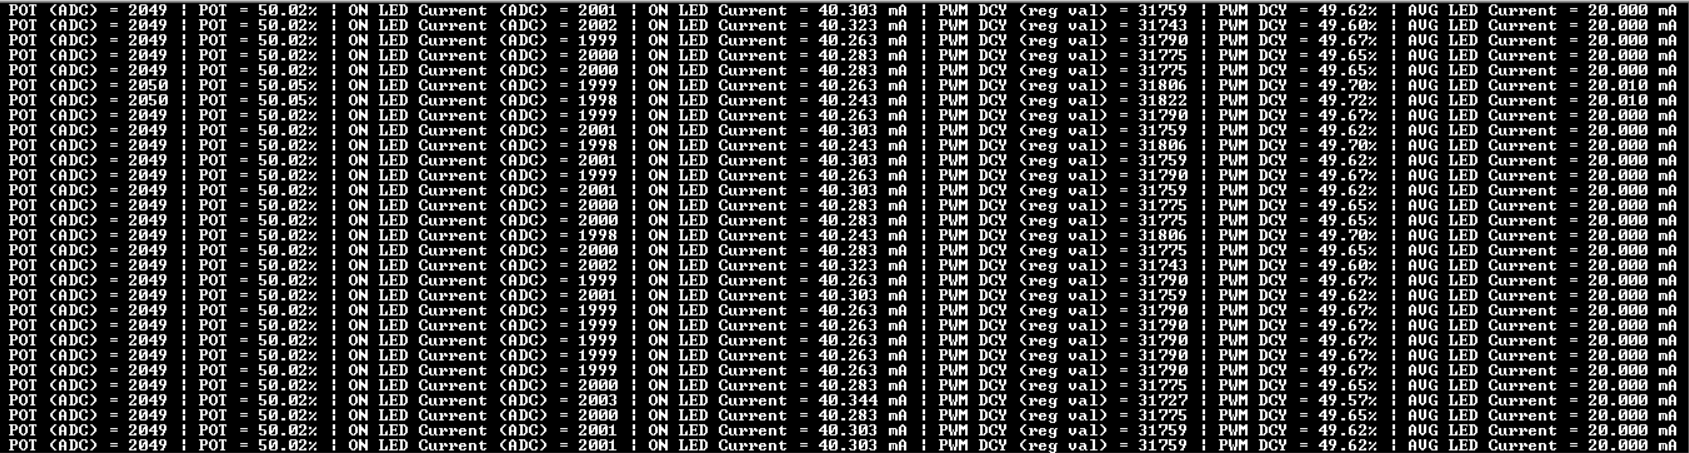 POT (ADC) = 2049 ¦ POT = 50.02% ¦ ON LED Current (ADC) = 2001 ¦ ON LED Current = 40.303 mA ¦ PWM DCY (reg val) = 31759 ¦ PWM DCY = 49.62% ¦ AVG LED Current = 20.000 mA
POT (ADC) = 2049 ¦ POT = 50.02% ¦ ON LED Current (ADC) = 2002 ¦ ON LED Current = 40.323 mA ¦ PWM DCY (reg val) = 31743 ¦ PWM DCY = 49.60% ¦ AVG LED Current = 20.000 mA
POT (ADC) = 2049 ¦ POT = 50.02% ¦ ON LED Current (ADC) = 1999 ¦ ON LED Current = 40.263 mA ¦ PWM DCY (reg val) = 31790 ¦ PWM DCY = 49.67% ¦ AVG LED Current = 20.000 mA
POT (ADC) = 2049 ¦ POT = 50.02% ¦ ON LED Current (ADC) = 2000 ¦ ON LED Current = 40.283 mA ¦ PWM DCY (reg val) = 31775 ¦ PWM DCY = 49.65% ¦ AVG LED Current = 20.000 mA
POT (ADC) = 2049 ¦ POT = 50.02% ¦ ON LED Current (ADC) = 2000 ¦ ON LED Current = 40.283 mA ¦ PWM DCY (reg val) = 31775 ¦ PWM DCY = 49.65% ¦ AVG LED Current = 20.000 mA
POT (ADC) = 2050 ¦ POT = 50.05% ¦ ON LED Current (ADC) = 1999 ¦ ON LED Current = 40.263 mA ¦ PWM DCY (reg val) = 31806 ¦ PWM DCY = 49.70% ¦ AVG LED Current = 20.010 mA
POT (ADC) = 2050 ¦ POT = 50.05% ¦ ON LED Current (ADC) = 1998 ¦ ON LED Current = 40.243 mA ¦ PWM DCY (reg val) = 31822 ¦ PWM DCY = 49.72% ¦ AVG LED Current = 20.010 mA
POT (ADC) = 2049 ¦ POT = 50.02% ¦ ON LED Current (ADC) = 1999 ¦ ON LED Current = 40.263 mA ¦ PWM DCY (reg val) = 31790 ¦ PWM DCY = 49.67% ¦ AVG LED Current = 20.000 mA
POT (ADC) = 2049 ¦ POT = 50.02% ¦ ON LED Current (ADC) = 2001 ¦ ON LED Current = 40.303 mA ¦ PWM DCY (reg val) = 31759 ¦ PWM DCY = 49.62% ¦ AVG LED Current = 20.000 mA
POT (ADC) = 2049 ¦ POT = 50.02% ¦ ON LED Current (ADC) = 1998 ¦ ON LED Current = 40.243 mA ¦ PWM DCY (reg val) = 31806 ¦ PWM DCY = 49.70% ¦ AVG LED Current = 20.000 mA
POT (ADC) = 2049 ¦ POT = 50.02% ¦ ON LED Current (ADC) = 2001 ¦ ON LED Current = 40.303 mA ¦ PWM DCY (reg val) = 31759 ¦ PWM DCY = 49.62% ¦ AVG LED Current = 20.000 mA
POT (ADC) = 2049 ¦ POT = 50.02% ¦ ON LED Current (ADC) = 1999 ¦ ON LED Current = 40.263 mA ¦ PWM DCY (reg val) = 31790 ¦ PWM DCY = 49.67% ¦ AVG LED Current = 20.000 mA
POT (ADC) = 2049 ¦ POT = 50.02% ¦ ON LED Current (ADC) = 2001 ¦ ON LED Current = 40.303 mA ¦ PWM DCY (reg val) = 31759 ¦ PWM DCY = 49.62% ¦ AVG LED Current = 20.000 mA
POT (ADC) = 2049 ¦ POT = 50.02% ¦ ON LED Current (ADC) = 2000 ¦ ON LED Current = 40.283 mA ¦ PWM DCY (reg val) = 31775 ¦ PWM DCY = 49.65% ¦ AVG LED Current = 20.000 mA
POT (ADC) = 2049 ¦ POT = 50.02% ¦ ON LED Current (ADC) = 2000 ¦ ON LED Current = 40.283 mA ¦ PWM DCY (reg val) = 31775 ¦ PWM DCY = 49.65% ¦ AVG LED Current = 20.000 mA
POT (ADC) = 2049 ¦ POT = 50.02% ¦ ON LED Current (ADC) = 1998 ¦ ON LED Current = 40.243 mA ¦ PWM DCY (reg val) = 31806 ¦ PWM DCY = 49.70% ¦ AVG LED Current = 20.000 mA
POT (ADC) = 2049 ¦ POT = 50.02% ¦ ON LED Current (ADC) = 2000 ¦ ON LED Current = 40.283 mA ¦ PWM DCY (reg val) = 31775 ¦ PWM DCY = 49.65% ¦ AVG LED Current = 20.000 mA
POT (ADC) = 2049 ¦ POT = 50.02% ¦ ON LED Current (ADC) = 2002 ¦ ON LED Current = 40.323 mA ¦ PWM DCY (reg val) = 31743 ¦ PWM DCY = 49.60% ¦ AVG LED Current = 20.000 mA
POT (ADC) = 2049 ¦ POT = 50.02% ¦ ON LED Current (ADC) = 1999 ¦ ON LED Current = 40.263 mA ¦ PWM DCY (reg val) = 31790 ¦ PWM DCY = 49.67% ¦ AVG LED Current = 20.000 mA
POT (ADC) = 2049 ¦ POT = 50.02% ¦ ON LED Current (ADC) = 2001 ¦ ON LED Current = 40.303 mA ¦ PWM DCY (reg val) = 31759 ¦ PWM DCY = 49.62% ¦ AVG LED Current = 20.000 mA
POT (ADC) = 2049 ¦ POT = 50.02% ¦ ON LED Current (ADC) = 1999 ¦ ON LED Current = 40.263 mA ¦ PWM DCY (reg val) = 31790 ¦ PWM DCY = 49.67% ¦ AVG LED Current = 20.000 mA
POT (ADC) = 2049 ¦ POT = 50.02% ¦ ON LED Current (ADC) = 1999 ¦ ON LED Current = 40.263 mA ¦ PWM DCY (reg val) = 31790 ¦ PWM DCY = 49.67% ¦ AVG LED Current = 20.000 mA
POT (ADC) = 2049 ¦ POT = 50.02% ¦ ON LED Current (ADC) = 1999 ¦ ON LED Current = 40.263 mA ¦ PWM DCY (reg val) = 31790 ¦ PWM DCY = 49.67% ¦ AVG LED Current = 20.000 mA
POT (ADC) = 2049 ¦ POT = 50.02% ¦ ON LED Current (ADC) = 1999 ¦ ON LED Current = 40.263 mA ¦ PWM DCY (reg val) = 31790 ¦ PWM DCY = 49.67% ¦ AVG LED Current = 20.000 mA
POT (ADC) = 2049 ¦ POT = 50.02% ¦ ON LED Current (ADC) = 1999 ¦ ON LED Current = 40.263 mA ¦ PWM DCY (reg val) = 31790 ¦ PWM DCY = 49.67% ¦ AVG LED Current = 20.000 mA
POT (ADC) = 2049 ¦ POT = 50.02% ¦ ON LED Current (ADC) = 2000 ¦ ON LED Current = 40.283 mA ¦ PWM DCY (reg val) = 31775 ¦ PWM DCY = 49.65% ¦ AVG LED Current = 20.000 mA
POT (ADC) = 2049 ¦ POT = 50.02% ¦ ON LED Current (ADC) = 2003 ¦ ON LED Current = 40.344 mA ¦ PWM DCY (reg val) = 31727 ¦ PWM DCY = 49.57% ¦ AVG LED Current = 20.000 mA
POT (ADC) = 2049 ¦ POT = 50.02% ¦ ON LED Current (ADC) = 2000 ¦ ON LED Current = 40.283 mA ¦ PWM DCY (reg val) = 31775 ¦ PWM DCY = 49.65% ¦ AVG LED Current = 20.000 mA
POT (ADC) = 2049 ¦ POT = 50.02% ¦ ON LED Current (ADC) = 2001 ¦ ON LED Current = 40.303 mA ¦ PWM DCY (reg val) = 31759 ¦ PWM DCY = 49.62% ¦ AVG LED Current = 20.000 mA
POT (ADC) = 2049 ¦ POT = 50.02% ¦ ON LED Current (ADC) = 2001 ¦ ON LED Current = 40.303 mA ¦ PWM DCY (reg val) = 31759 ¦ PWM DCY = 49.62% ¦ AVG LED Current = 20.000 mA